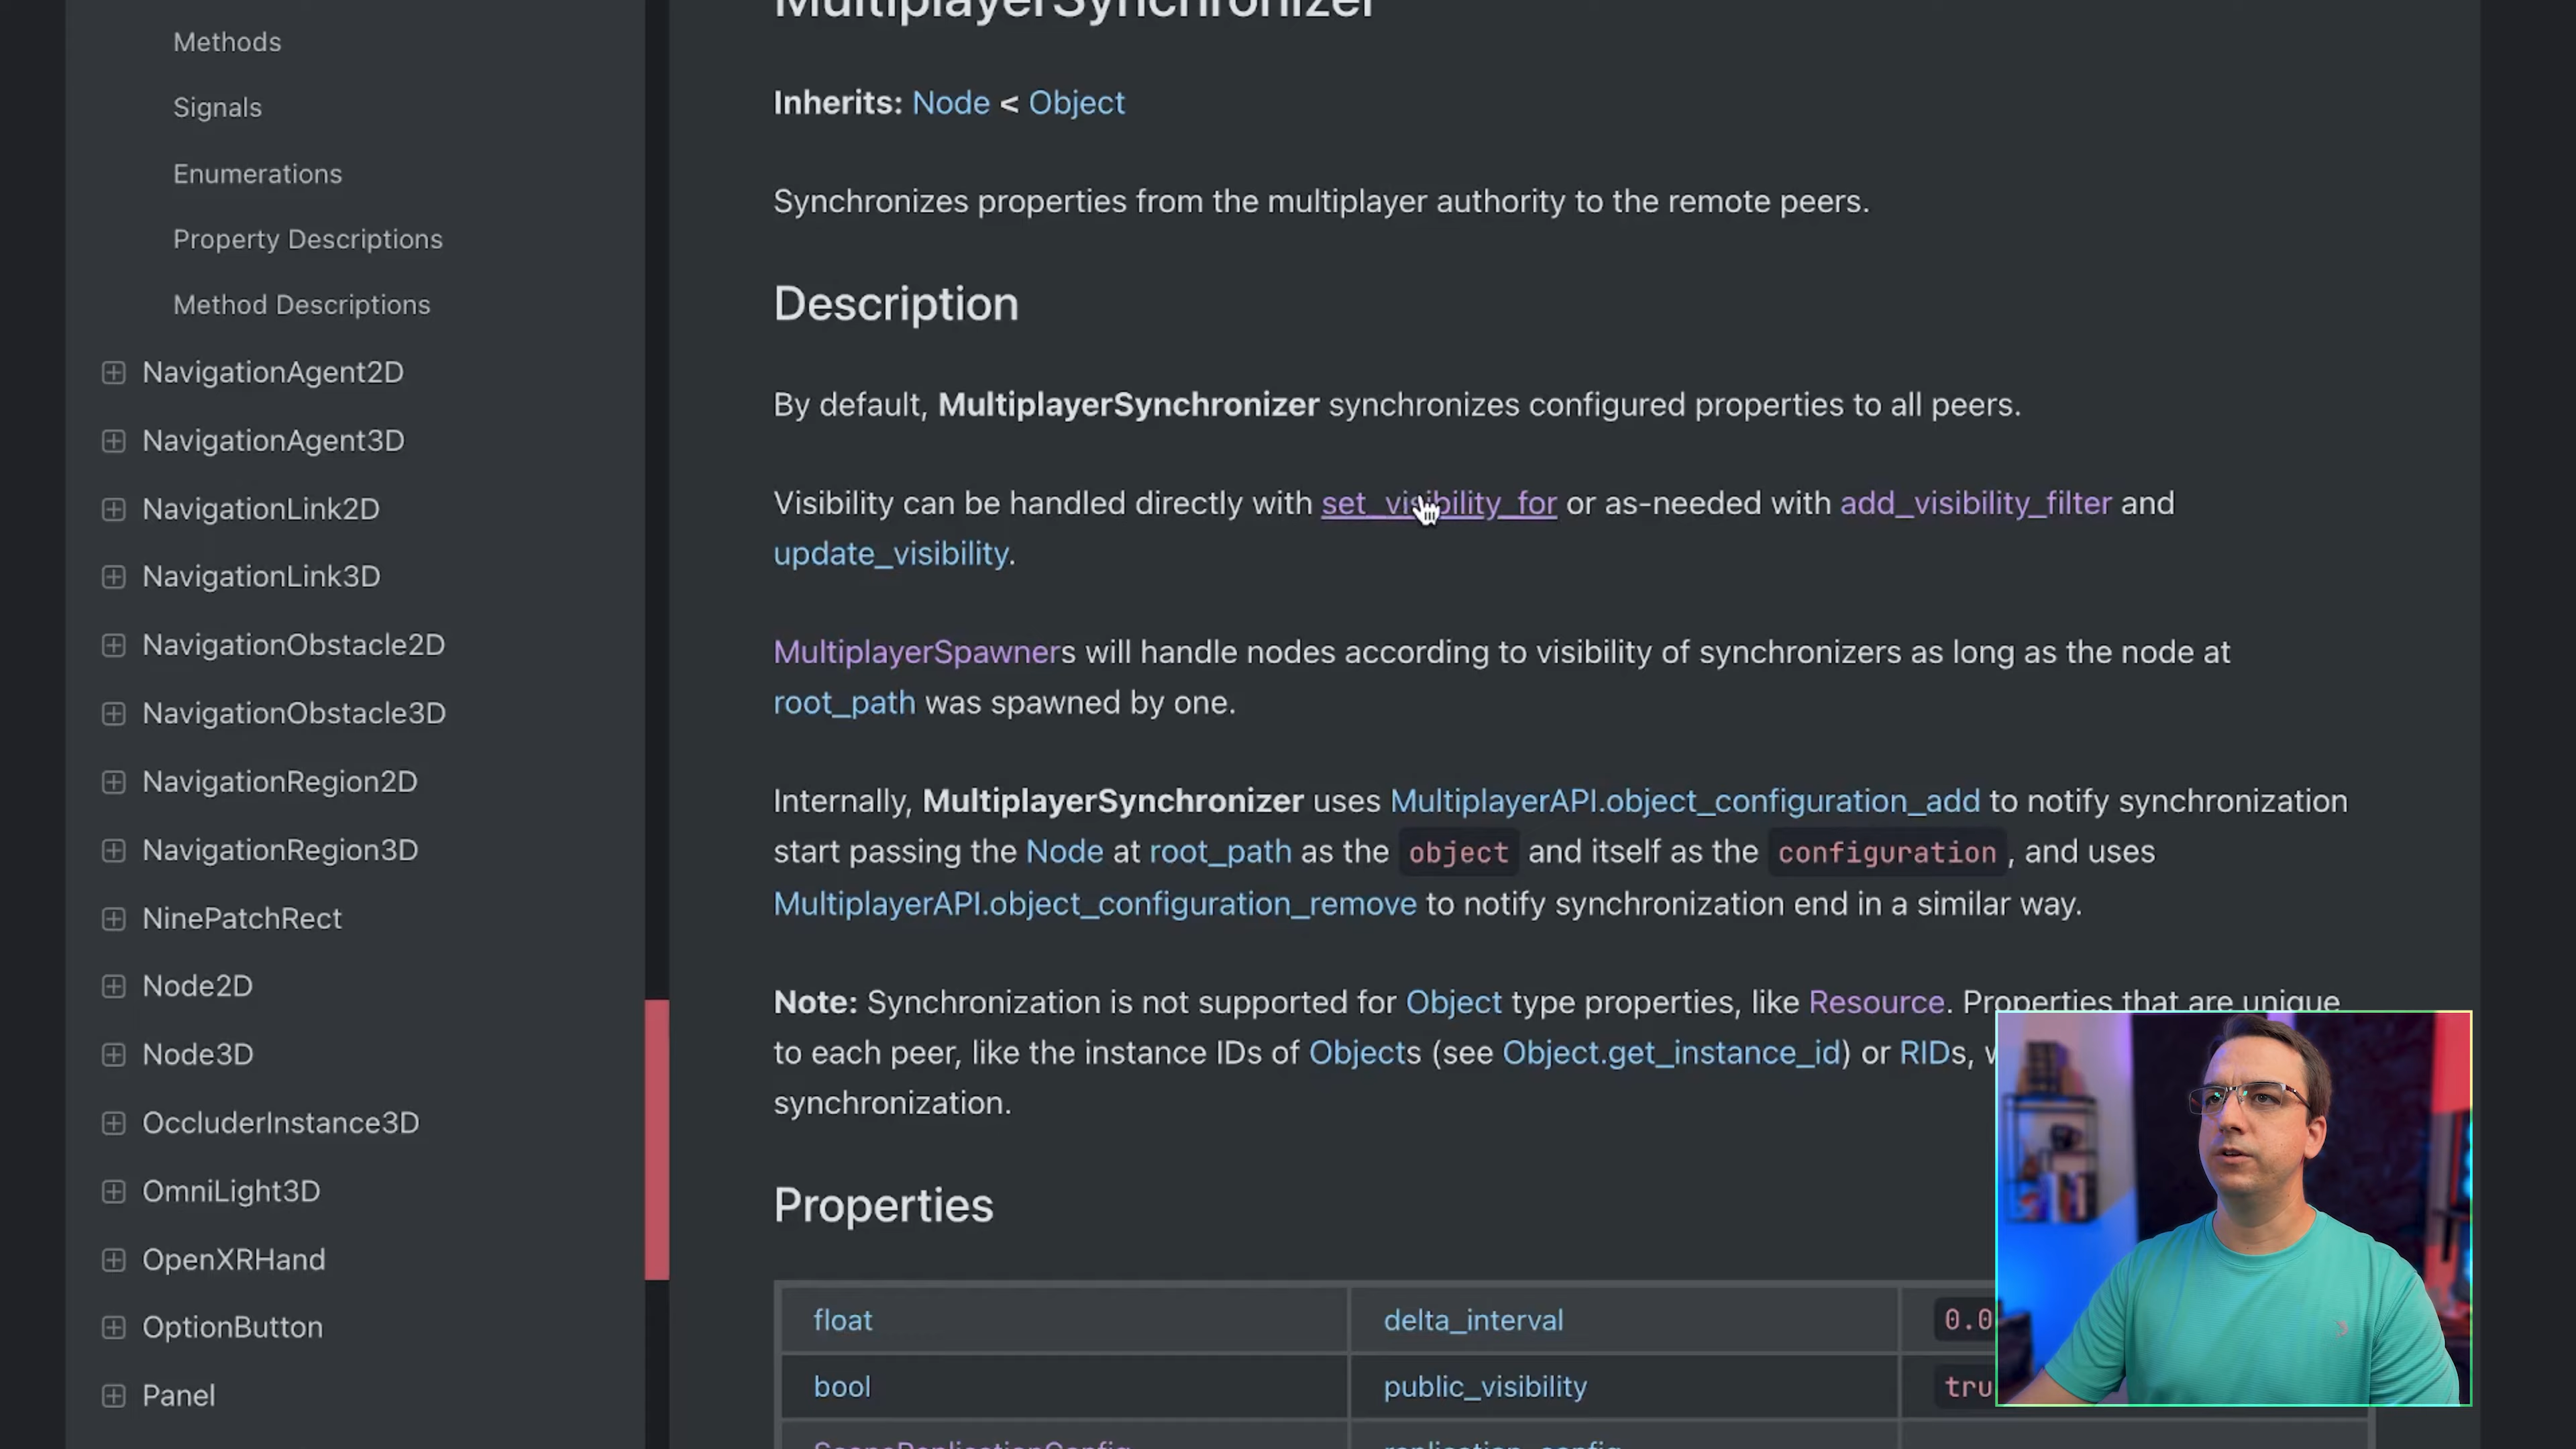 MultiplayerSynchronizer
Methods
Signals
Enumerations
Property Descriptions
Method Descriptions
NavigationAgent2D
NavigationAgent3D
NavigationLink2D
NavigationLink3D
NavigationObstacle2D
NavigationObstacle3D
NavigationRegion2D
NavigationRegion3D
NinePatchRect
Node2D
Node3D
OccluderInstance3D
OmniLight3D
OpenXRHand
OptionButton
Panel
Inherits: Node < Object
Synchronizes properties from the multiplayer authority to the remote peers.
Description
By default, MultiplayerSynchronizer synchronizes configured properties to all peers.
Visibility can be handled directly with set_visibility_for or as-needed with add_visibility_filter and
update_visibility.
MultiplayerSpawners will handle nodes according to visibility of synchronizers as long as the node at
root_path was spawned by one.
Internally, MultiplayerSynchronizer uses MultiplayerAPI.object_configuration_add to notify synchronization
start passing the Node at root_path as the object and itself as the configuration, and uses
MultiplayerAPI.object_configuration_remove to notify synchronization end in a similar way.
Note: Synchronization is not supported for Object type properties, like Resource. Properties that are unique
to each peer, like the instance IDs of Objects (see Object.get_instance_id) or RIDs,
synchronization.
Properties
float delta_interval 0.0
bool public_visibility tru
SceneReplicationConfig replication_config